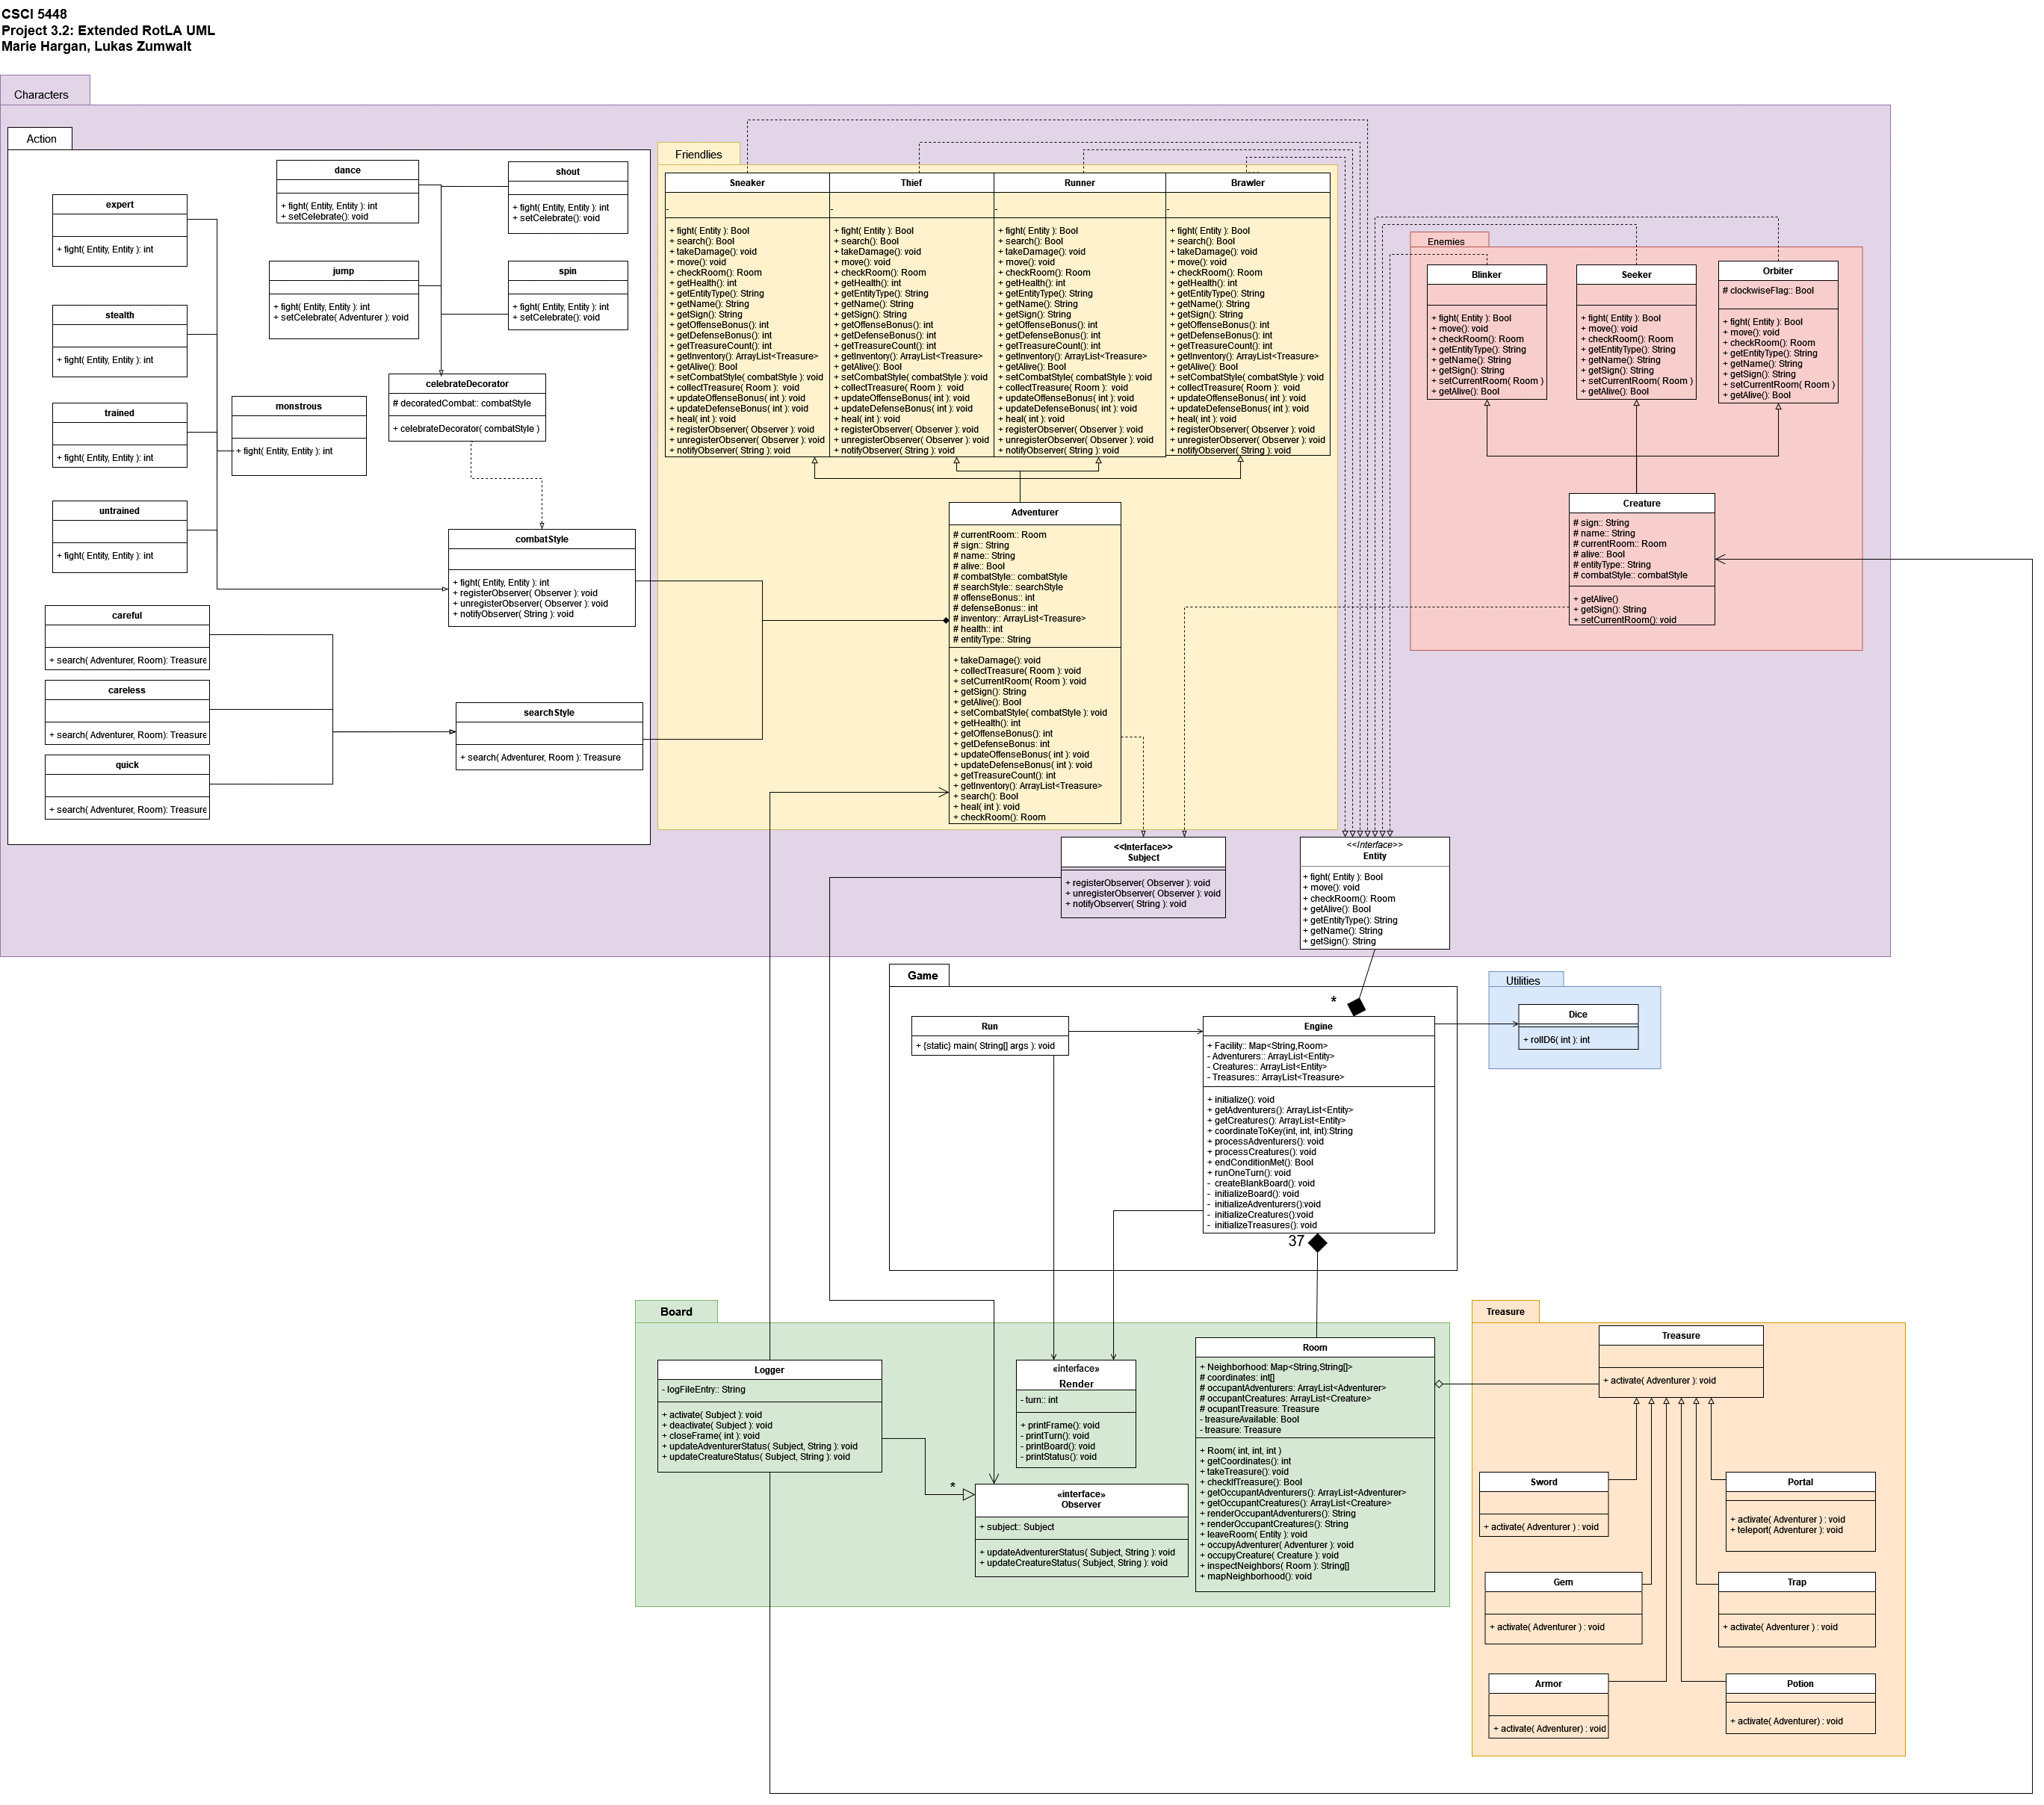 CSCI 5448
Project 3.2: Extended RotLA UML
Marie Hargan, Lukas Zumwalt
Characters
Action
expert
+ fight( Entity, Entity ): int
stealth
+ fight( Entity, Entity ): int
trained
+ fight( Entity, Entity ): int
untrained
+ fight( Entity, Entity ): int
monstrous
+ fight( Entity, Entity ): int
dance
+ fight( Entity, Entity ): int
+ setCelebrate(): void
shout
+ fight( Entity, Entity ): int
+ setCelebrate(): void
jump
+ fight( Entity, Entity ): int
+ setCelebrate( Adventurer ): void
spin
+ fight( Entity, Entity ): int
+ setCelebrate(): void
celebrateDecorator
# decoratedCombat:: combatStyle
+ celebrateDecorator( combatStyle )
combatStyle
+ fight( Entity, Entity ): int
+ registerObserver( Observer ): void
+ unregisterObserver( Observer ): void
+ notifyObserver( String ): void
careful
+ search( Adventurer, Room): Treasure
careless
+ search( Adventurer, Room): Treasure
quick
+ search( Adventurer, Room): Treasure
searchStyle
+ search( Adventurer, Room ): Treasure
Friendlies
Sneaker
-
+ fight( Entity ): Bool
+ search(): Bool
+ takeDamage(): void
+ move(): void
+ checkRoom(): Room
+ getHealth(): int
+ getEntityType(): String
+ getName(): String
+ getSign(): String
+ getOffenseBonus(): int
+ getDefenseBonus(): int
+ getTreasureCount(): int
+ getInventory(): ArrayList<Treasure>
+ getAlive(): Bool
+ setCombatStyle( combatStyle ): void
+ collectTreasure( Room ): void
+ updateOffenseBonus( int ): void
+ updateDefenseBonus( int ): void
+ heal( int ): void
+ registerObserver( Observer ): void
+ unregisterObserver( Observer ): void
+ notifyObserver( String ): void
Thief
-
+ fight( Entity ): Bool
+ search(): Bool
+ takeDamage(): void
+ move(): void
+ checkRoom(): Room
+ getHealth(): int
+ getEntityType(): String
+ getName(): String
+ getSign(): String
+ getOffenseBonus(): int
+ getDefenseBonus(): int
+ getTreasureCount(): int
+ getInventory(): ArrayList<Treasure>
+ getAlive(): Bool
+ setCombatStyle( combatStyle ): void
+ collectTreasure( Room ): void
+ updateOffenseBonus( int ): void
+ updateDefenseBonus( int ): void
+ heal( int ): void
+ registerObserver( Observer ): void
+ unregisterObserver( Observer ): void
+ notifyObserver( String ): void
Runner
-
+ fight( Entity ): Bool
+ search(): Bool
+ takeDamage(): void
+ move(): void
+ checkRoom(): Room
+ getHealth(): int
+ getEntityType(): String
+ getName(): String
+ getSign(): String
+ getOffenseBonus(): int
+ getDefenseBonus(): int
+ getTreasureCount(): int
+ getInventory(): ArrayList<Treasure>
+ getAlive(): Bool
+ setCombatStyle( combatStyle ): void
+ collectTreasure( Room ): void
+ updateOffenseBonus( int ): void
+ updateDefenseBonus( int ): void
+ heal( int ): void
+ registerObserver( Observer ): void
+ unregisterObserver( Observer ): void
+ notifyObserver( String ): void
Brawler
-
+ fight( Entity ): Bool
+ search(): Bool
+ takeDamage(): void
+ move(): void
+ checkRoom(): Room
+ getHealth(): int
+ getEntityType(): String
+ getName(): String
+ getSign(): String
+ getOffenseBonus(): int
+ getDefenseBonus(): int
+ getTreasureCount(): int
+ getInventory(): ArrayList<Treasure>
+ getAlive(): Bool
+ setCombatStyle( combatStyle ): void
+ collectTreasure( Room ): void
+ updateOffenseBonus( int ): void
+ updateDefenseBonus( int ): void
+ heal( int ): void
+ registerObserver( Observer ): void
+ unregisterObserver( Observer ): void
+ notifyObserver( String ): void
Adventurer
# currentRoom:: Room
# sign:: String
# name:: String
# alive:: Bool
# combatStyle:: combatStyle
# searchStyle:: searchStyle
# offenseBonus:: int
# defenseBonus:: int
# inventory:: ArrayList<Treasure>
# health:: int
# entityType:: String
+ takeDamage(): void
+ collectTreasure( Room ): void
+ setCurrentRoom( Room ): void
+ getSign(): String
+ getAlive(): Bool
+ setCombatStyle( combatStyle ): void
+ getHealth(): int
+ getOffenseBonus(): int
+ getDefenseBonus: int
+ updateOffenseBonus( int ): void
+ updateDefenseBonus( int ): void
+ getTreasureCount(): int
+ getInventory(): ArrayList<Treasure>
+ search(): Bool
+ heal( int ): void
+ checkRoom(): Room
Enemies
Blinker
+ fight( Entity ): Bool
+ move(): void
+ checkRoom(): Room
+ getEntityType(): String
+ getName(): String
+ getSign(): String
+ setCurrentRoom( Room )
+ getAlive(): Bool
Seeker
+ fight( Entity ): Bool
+ move(): void
+ checkRoom(): Room
+ getEntityType(): String
+ getName(): String
+ getSign(): String
+ setCurrentRoom( Room )
+ getAlive(): Bool
Orbiter
# clockwiseFlag:: Bool
+ fight( Entity ): Bool
+ move(): void
+ checkRoom(): Room
+ getEntityType(): String
+ getName(): String
+ getSign(): String
+ setCurrentRoom( Room )
+ getAlive(): Bool
Creature
# sign:: String
# name:: String
# currentRoom:: Room
# alive:: Bool
# entityType:: String
# combatStyle:: combatStyle
+ getAlive()
+ getSign(): String
+ setCurrentRoom(): void
<<Interface>>
Subject
+ registerObserver( Observer ): void
+ unregisterObserver( Observer ): void
+ notifyObserver( String ): void
<<Interface>>
Entity
+ fight( Entity ): Bool
+ move(): void
+ checkRoom(): Room
+ getAlive(): Bool
+ getEntityType(): String
+ getName(): String
+ getSign(): String
Game
*
Run
+ {static} main( String[] args ): void
Engine
+ Facility:: Map<String,Room>
- Adventurers:: ArrayList<Entity>
- Creatures:: ArrayList<Entity>
- Treasures:: ArrayList<Treasure>
+ initialize(): void
+ getAdventurers(): ArrayList<Entity>
+ getCreatures(): ArrayList<Entity>
+ coordinateToKey(int, int, int):String
+ processAdventurers(): void
+ processCreatures(): void
+ endConditionMet(): Bool
+ runOneTurn(): void
- createBlankBoard(): void
- initializeBoard(): void
- initializeAdventurers():void
- initializeCreatures():void
- initializeTreasures(): void
37
Utilities
Dice
+ rollD6( int ): int
Board
Logger
- logFileEntry:: String
+ activate( Subject ): void
+ deactivate( Subject ): void
+ closeFrame( int ): void
+ updateAdventurerStatus( Subject, String ): void
+ updateCreatureStatus( Subject, String ): void
«interface»
Render
- turn:: int
+ printFrame(): void
- printTurn(): void
- printBoard(): void
- printStatus(): void
*
«interface»
Observer
+ subject:: Subject
+ updateAdventurerStatus( Subject, String ): void
+ updateCreatureStatus( Subject, String ): void
Room
+ Neighborhood: Map<String,String[]>
# coordinates: int[]
# occupantAdventurers: ArrayList<Adventurer>
# occupantCreatures: ArrayList<Creature>
# ocupantTreasure: Treasure
- treasureAvailable: Bool
- treasure: Treasure
+ Room( int, int, int )
+ getCoordinates(): int
+ takeTreasure(): void
+ checkIfTreasure(): Bool
+ getOccupantAdventurers(): ArrayList<Adventurer>
+ getOccupantCreatures(): ArrayList<Creature>
+ renderOccupantAdventurers(): String
+ renderOccupantCreatures(): String
+ leaveRoom( Entity ): void
+ occupyAdventurer( Adventurer ): void
+ occupyCreature( Creature ): void
+ inspectNeighbors( Room ): String[]
+ mapNeighborhood(): void
Treasure
Treasure
+ activate( Adventurer ): void
Sword
+ activate( Adventurer ) : void
Portal
+ activate( Adventurer ) : void
+ teleport( Adventurer ): void
Gem
+ activate( Adventurer ) : void
Trap
+ activate( Adventurer ) : void
Armor
+ activate( Adventurer) : void
Potion
+ activate( Adventurer) : void